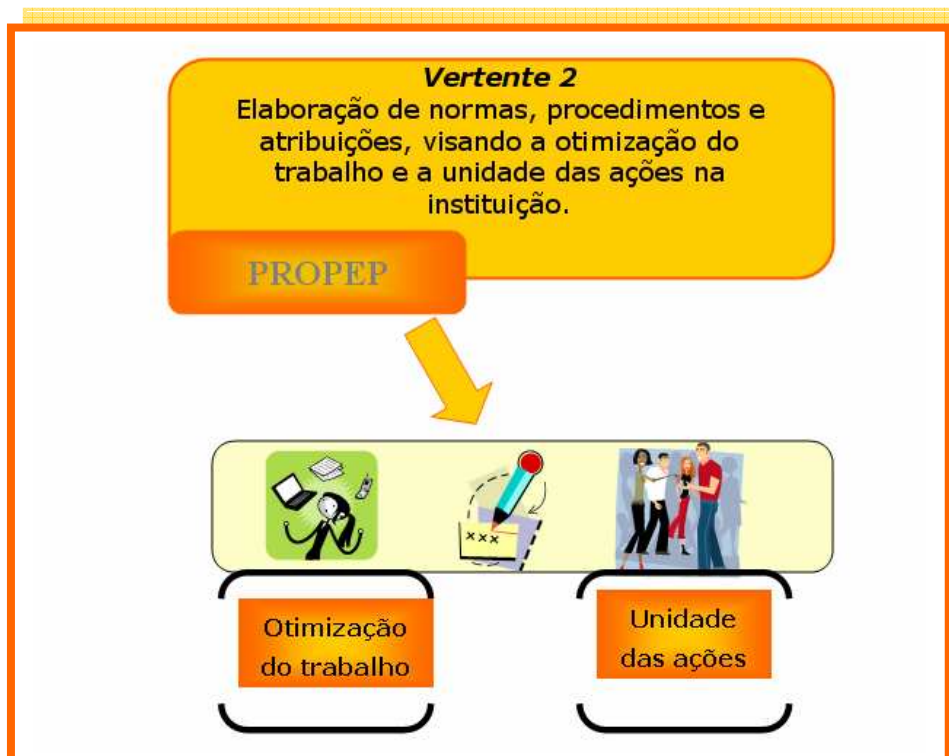 Vertente 2
Elaboração de normas, procedimentos e
atribuições, visando a otimização do
trabalho e a unidade das ações na
instituição.
PROPEP
xxx
Otimização
do trabalho
Unidade
das ações